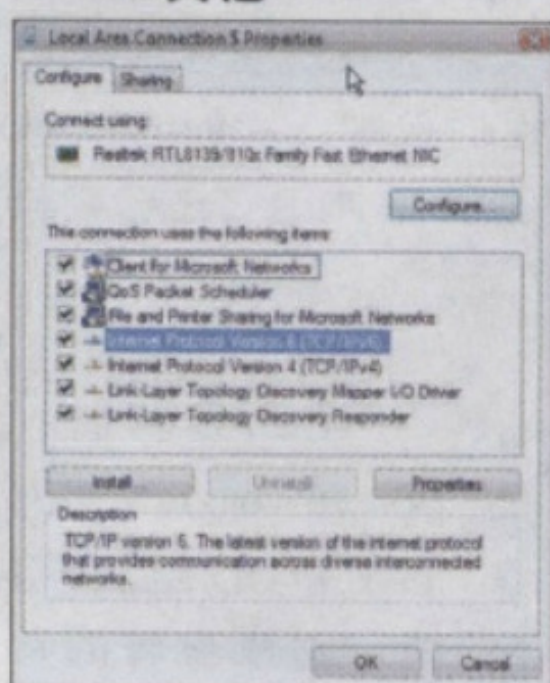 Local Area Connection 5 Properties
Configure Sharing
Connect using:
Realtek RTL8139/810x Family Fast Ethernet NIC
Configure...
This connection uses the following items:
Client for Microsoft Networks
QoS Packet Scheduler
File and Printer Sharing for Microsoft Networks
Internet Protocol Version 6 (TCP/IPv6)
Internet Protocol Version 4 (TCP/IPv4)
Link-Layer Topology Discovery Mapper I/O Driver
Link-Layer Topology Discovery Responder
Install... Uninstall Properties
Description
TCP/IP version 6. The latest version of the internet protocol
that provides communication across diverse interconnected
networks.
OK Cancel